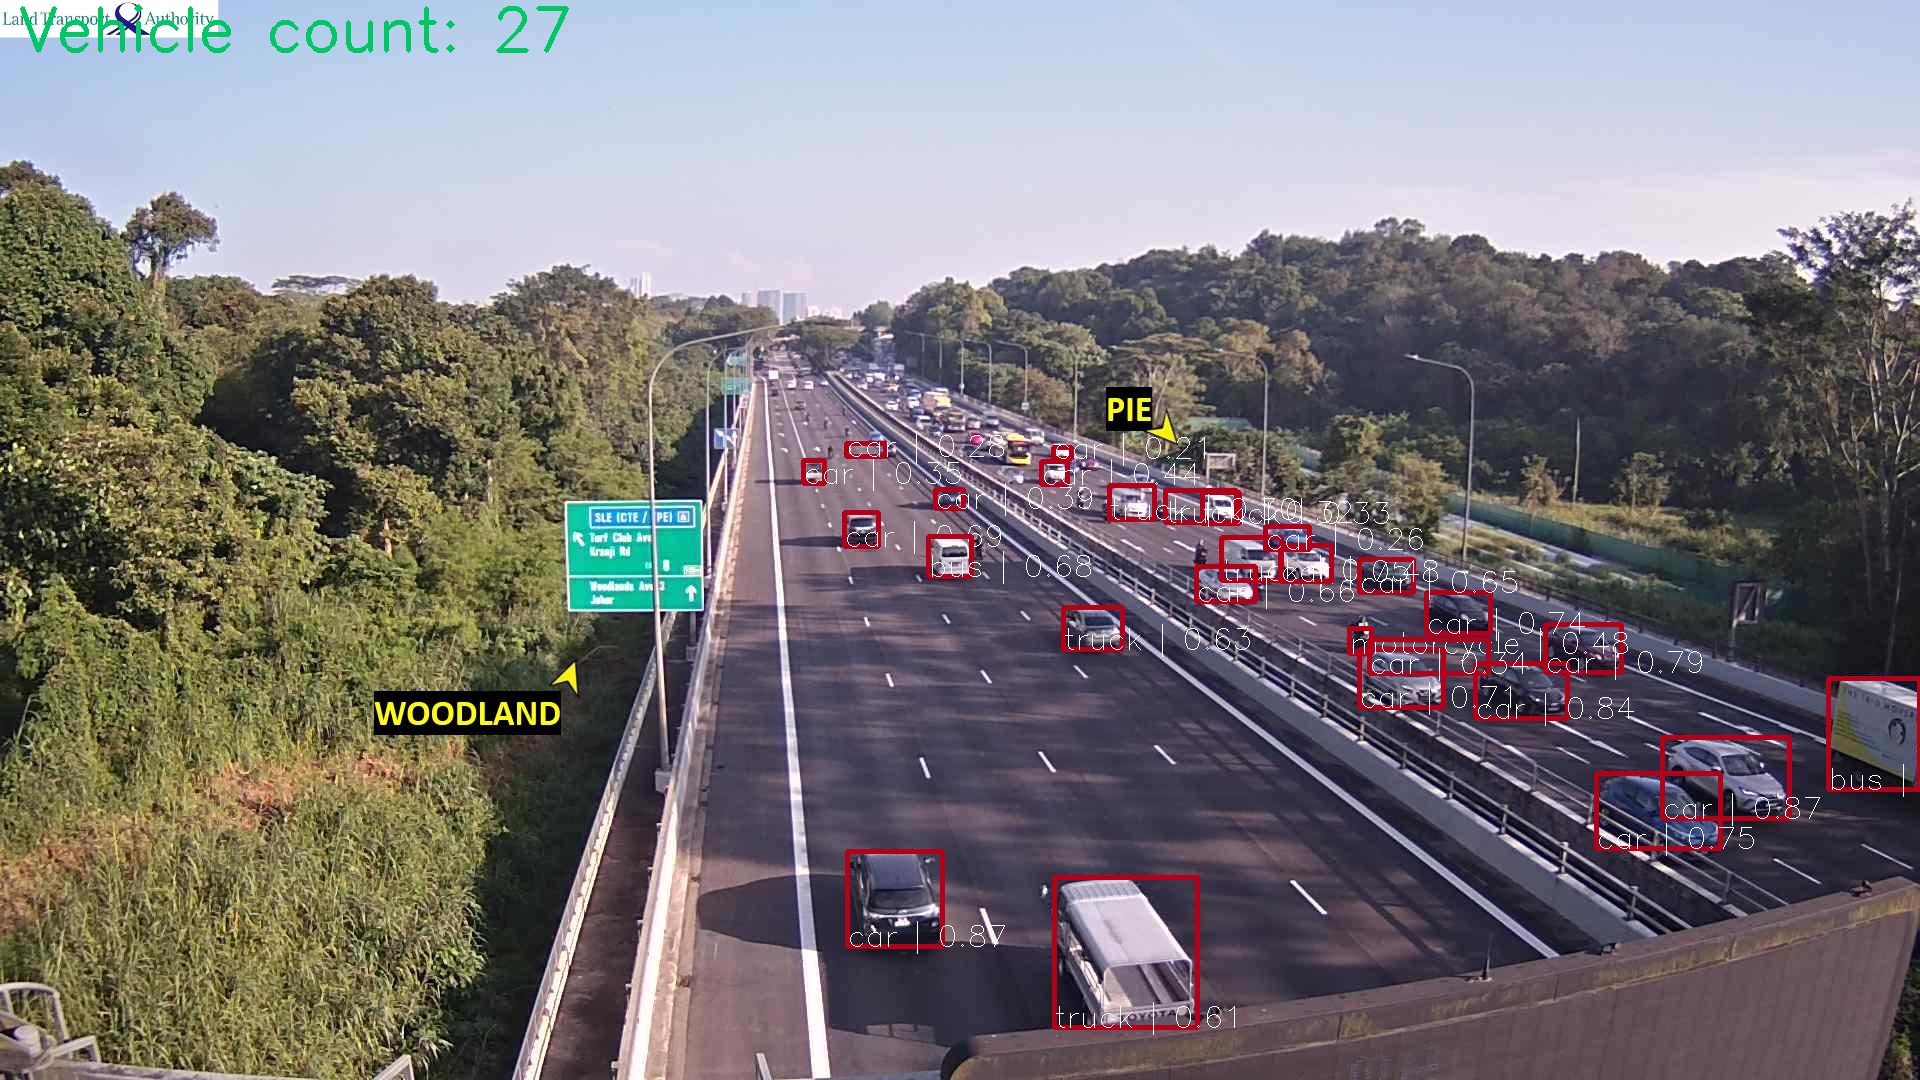 Land Transport Authority
Vehicle count: 27
PIE
car | 0.28
car | 0.21
car | 0.35
car | 0.44
car | 0.39
car | 0.69
bus | 0.68
car | 0.26
car | 0.66
car | 0.65
truck | 0.63
car | 0.74
motorcycle | 0.48
car | 0.54
car | 0.79
car | 0.71
car | 0.84
SLE (CTE / PE)
Turf Club Ave
Kranji Rd
8
Woodlands Ave 3
Johor
WOODLAND
bus |
car | 0.87
car | 0.75
car | 0.87
truck | 0.61
TOYOTA